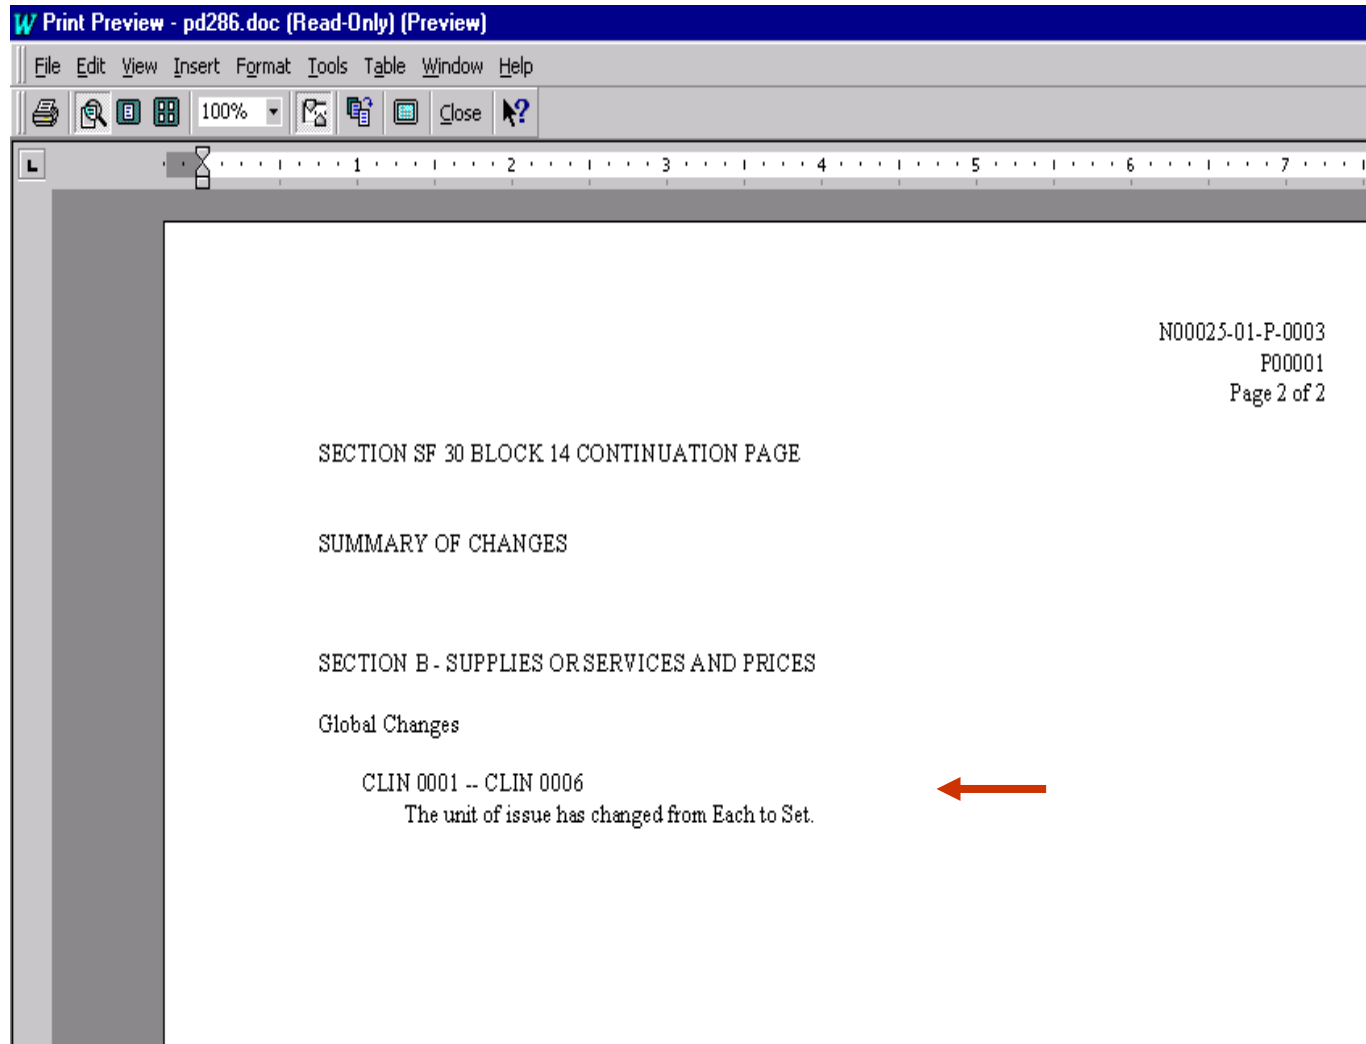 Print Preview - pd286.doc (Read-Only) (Preview)
File Edit View Insert Format Tools Table Window Help
100% Close
1 2 3 4 5 6 7
N00025-01-P-0003
P00001
Page 2 of 2
SECTION SF 30 BLOCK 14 CONTINUATION PAGE
SUMMARY OF CHANGES
SECTION B - SUPPLIES OR SERVICES AND PRICES
Global Changes
CLIN 0001 -- CLIN 0006
The unit of issue has changed from Each to Set.